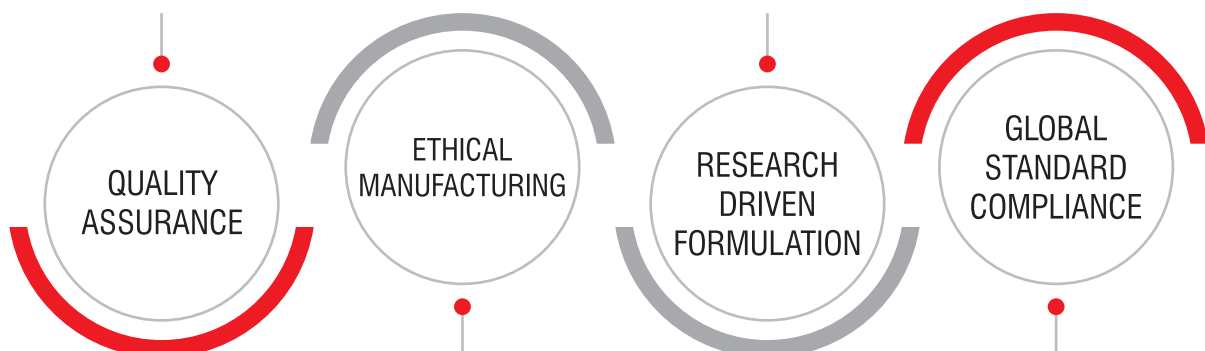 QUALITY
ASSURANCE
ETHICAL
MANUFACTURING
RESEARCH
DRIVEN
FORMULATION
GLOBAL
STANDARD
COMPLIANCE